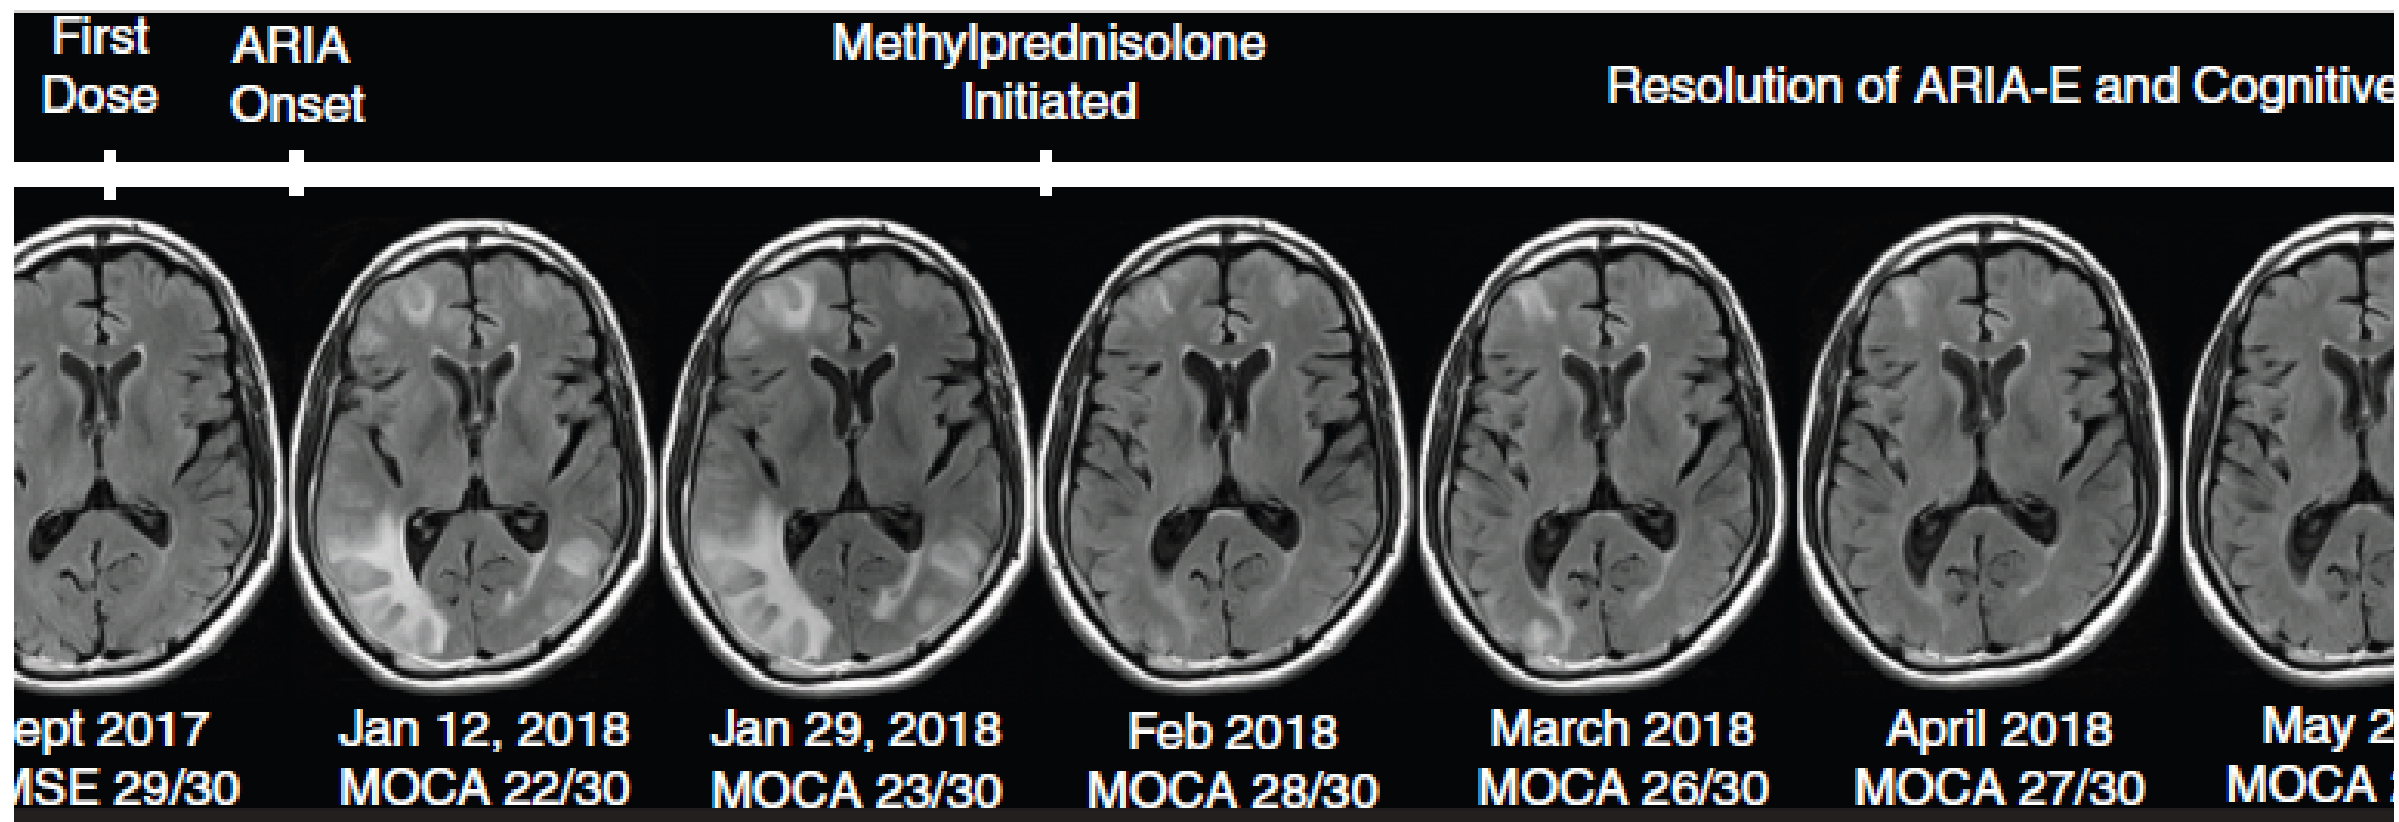 First
Dose
ARIA
Onset
Methylprednisolone
Initiated
Resolution of ARIA-E and Cognitive
ept 2017
MSE 29/30
Jan 12, 2018
MOCA 22/30
Jan 29, 2018
MOCA 23/30
Feb 2018
MOCA 28/30
March 2018
MOCA 26/30
April 2018
MOCA 27/30
May 2
MOCA